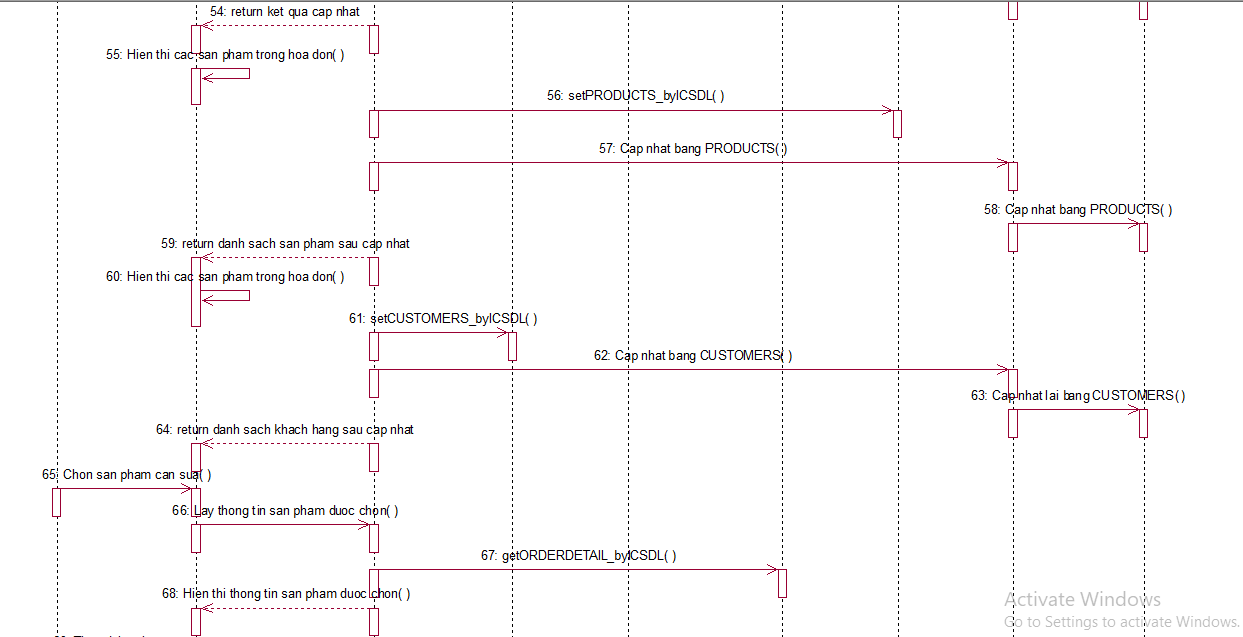 54: return ket qua cap nhat
55: Hien thi cac san pham trong hoa don( )
56: setPRODUCTS_byICSDL( )
57: Cap nhat bang PRODUCTS( )
58: Cap nhat bang PRODUCTS( )
59: return danh sach san pham sau cap nhat
60: Hien thi cac san pham trong hoa don( )
61: setCUSTOMERS_byICSDL( )
62: Cap nhat bang CUSTOMERS( )
63: Cap nhat lai bang CUSTOMERS( )
64: return danh sach khach hang sau cap nhat
65: Chon san pham can sua( )
66: Lay thong tin san pham duoc chon( )
67: getORDERDETAIL_byICSDL( )
68: Hien thi thong tin san pham duoc chon( )
Activate Windows
Go to Settings to activate Windows.